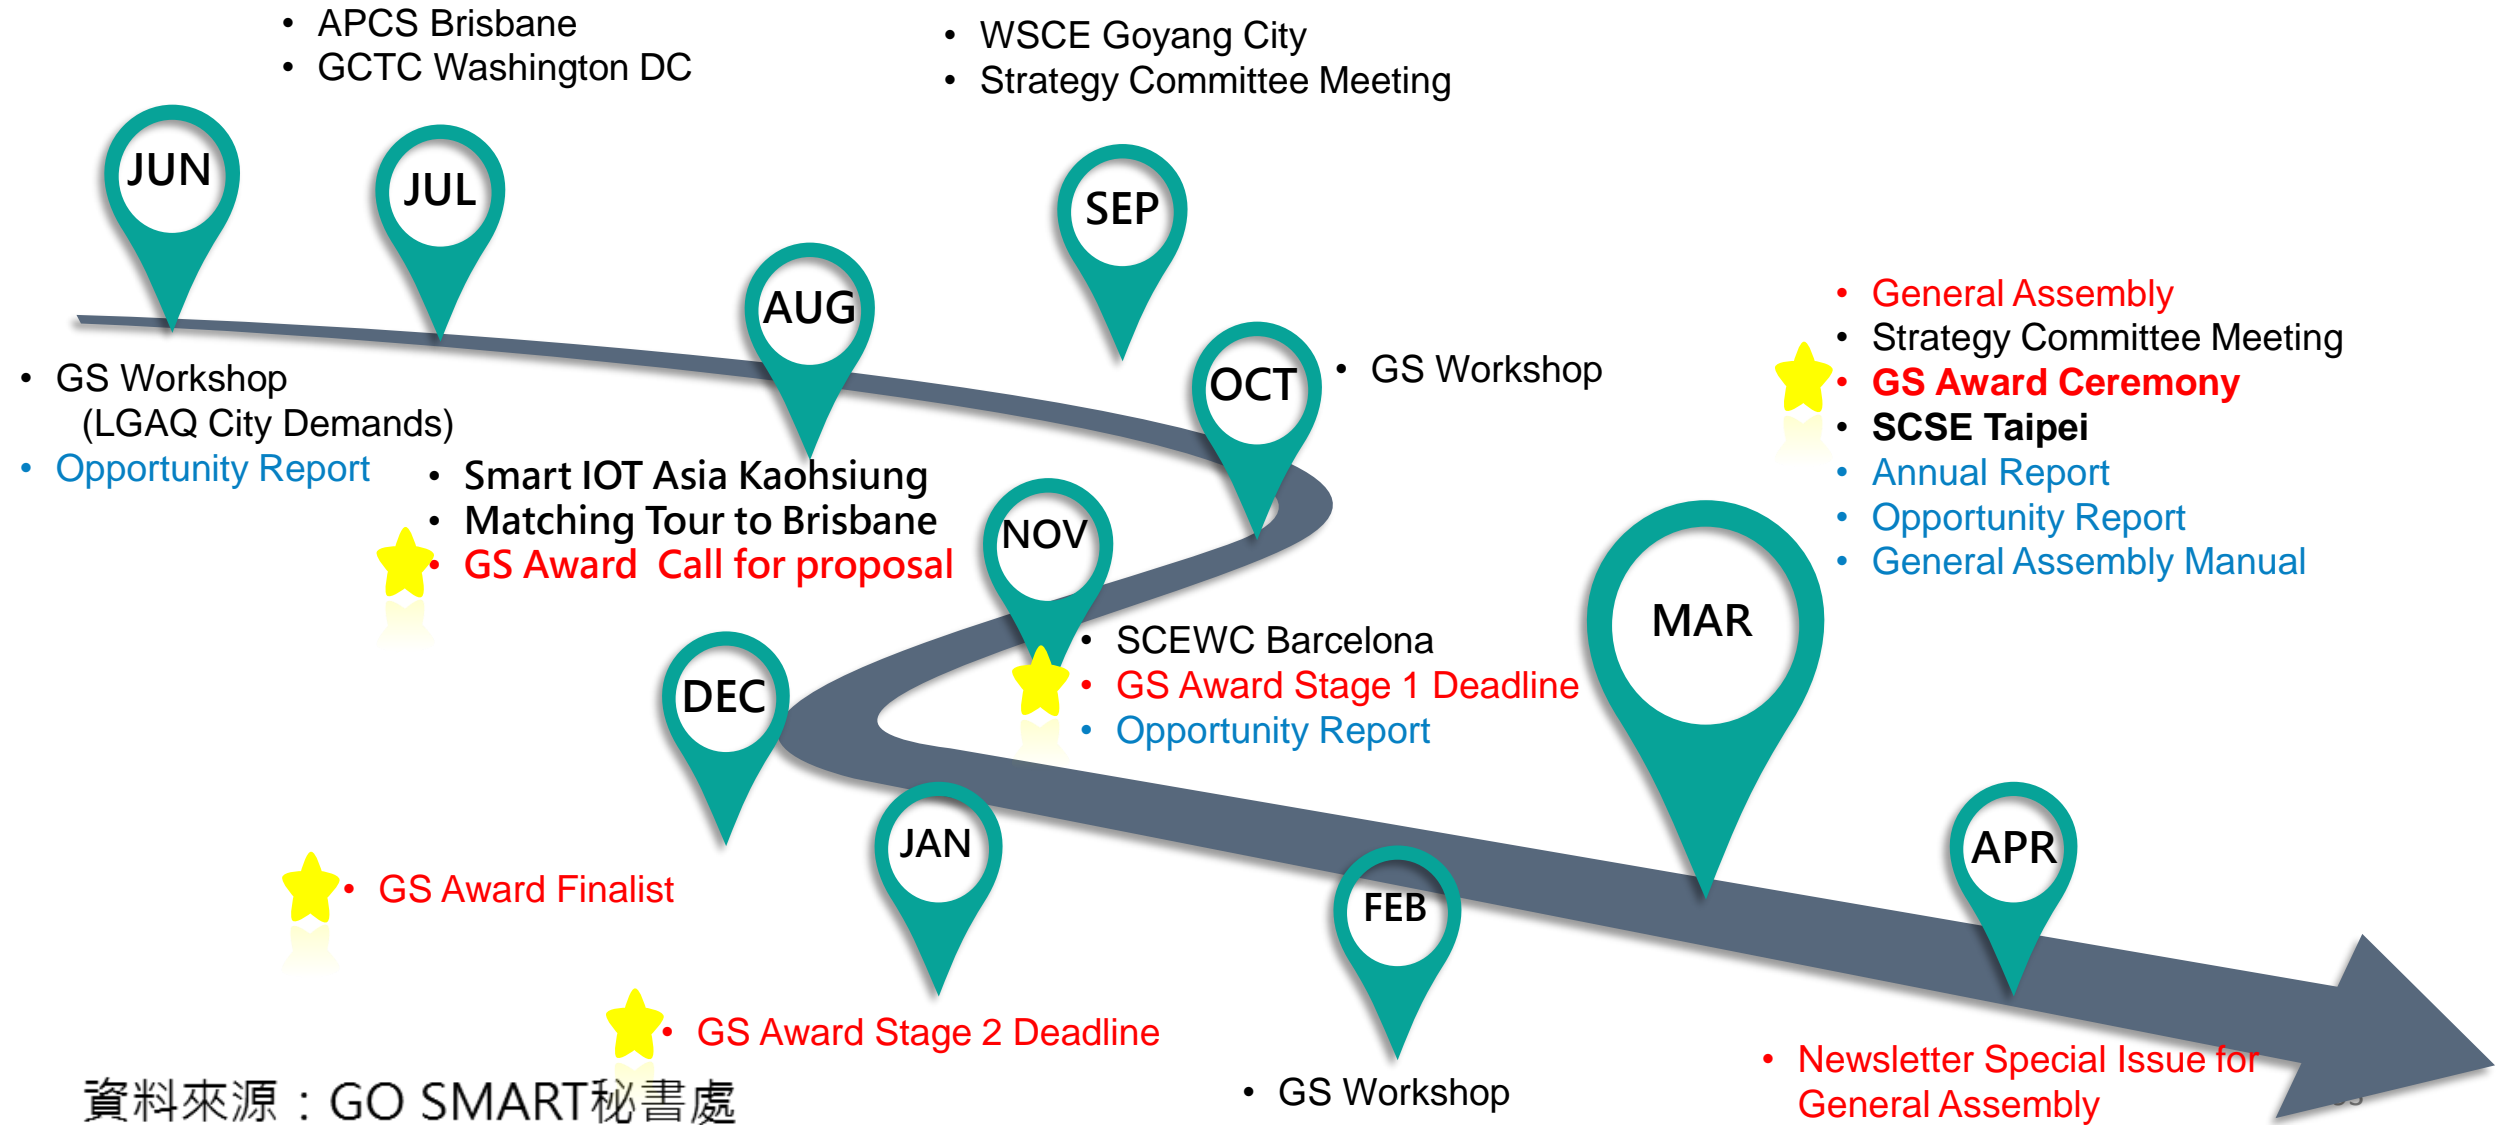 • APCS Brisbane
• GCTC Washington DC
• WSCE Goyang City
• Strategy Committee Meeting
JUN
JUL
SEP
AUG
OCT
• GS Workshop
(LGAQ City Demands)
• Opportunity Report
• GS Workshop
• General Assembly
• Strategy Committee Meeting
• GS Award Ceremony
• SCSE Taipei
• Annual Report
• Opportunity Report
• General Assembly Manual
• Smart IOT Asia Kaohsiung
• Matching Tour to Brisbane
• GS Award Call for proposal
NOV
MAR
• SCEWC Barcelona
• GS Award Stage 1 Deadline
• Opportunity Report
DEC
JAN
APR
FEB
• GS Award Finalist
• GS Award Stage 2 Deadline
• GS Workshop
• Newsletter Special Issue for
General Assembly
資料來源：GO SMART秘書處